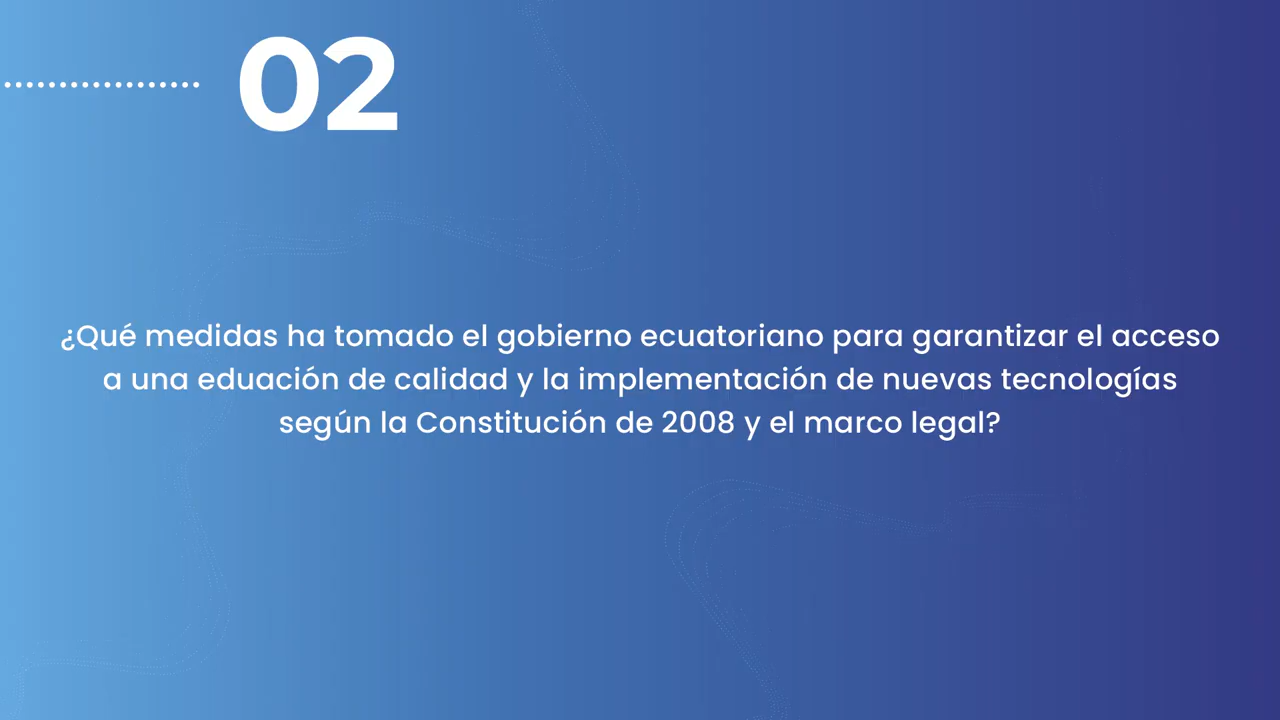 02
¿Qué medidas ha tomado el gobierno ecuatoriano para garantizar el acceso
a una eduación de calidad y la implementación de nuevas tecnologías
según la Constitución de 2008 y el marco legal?